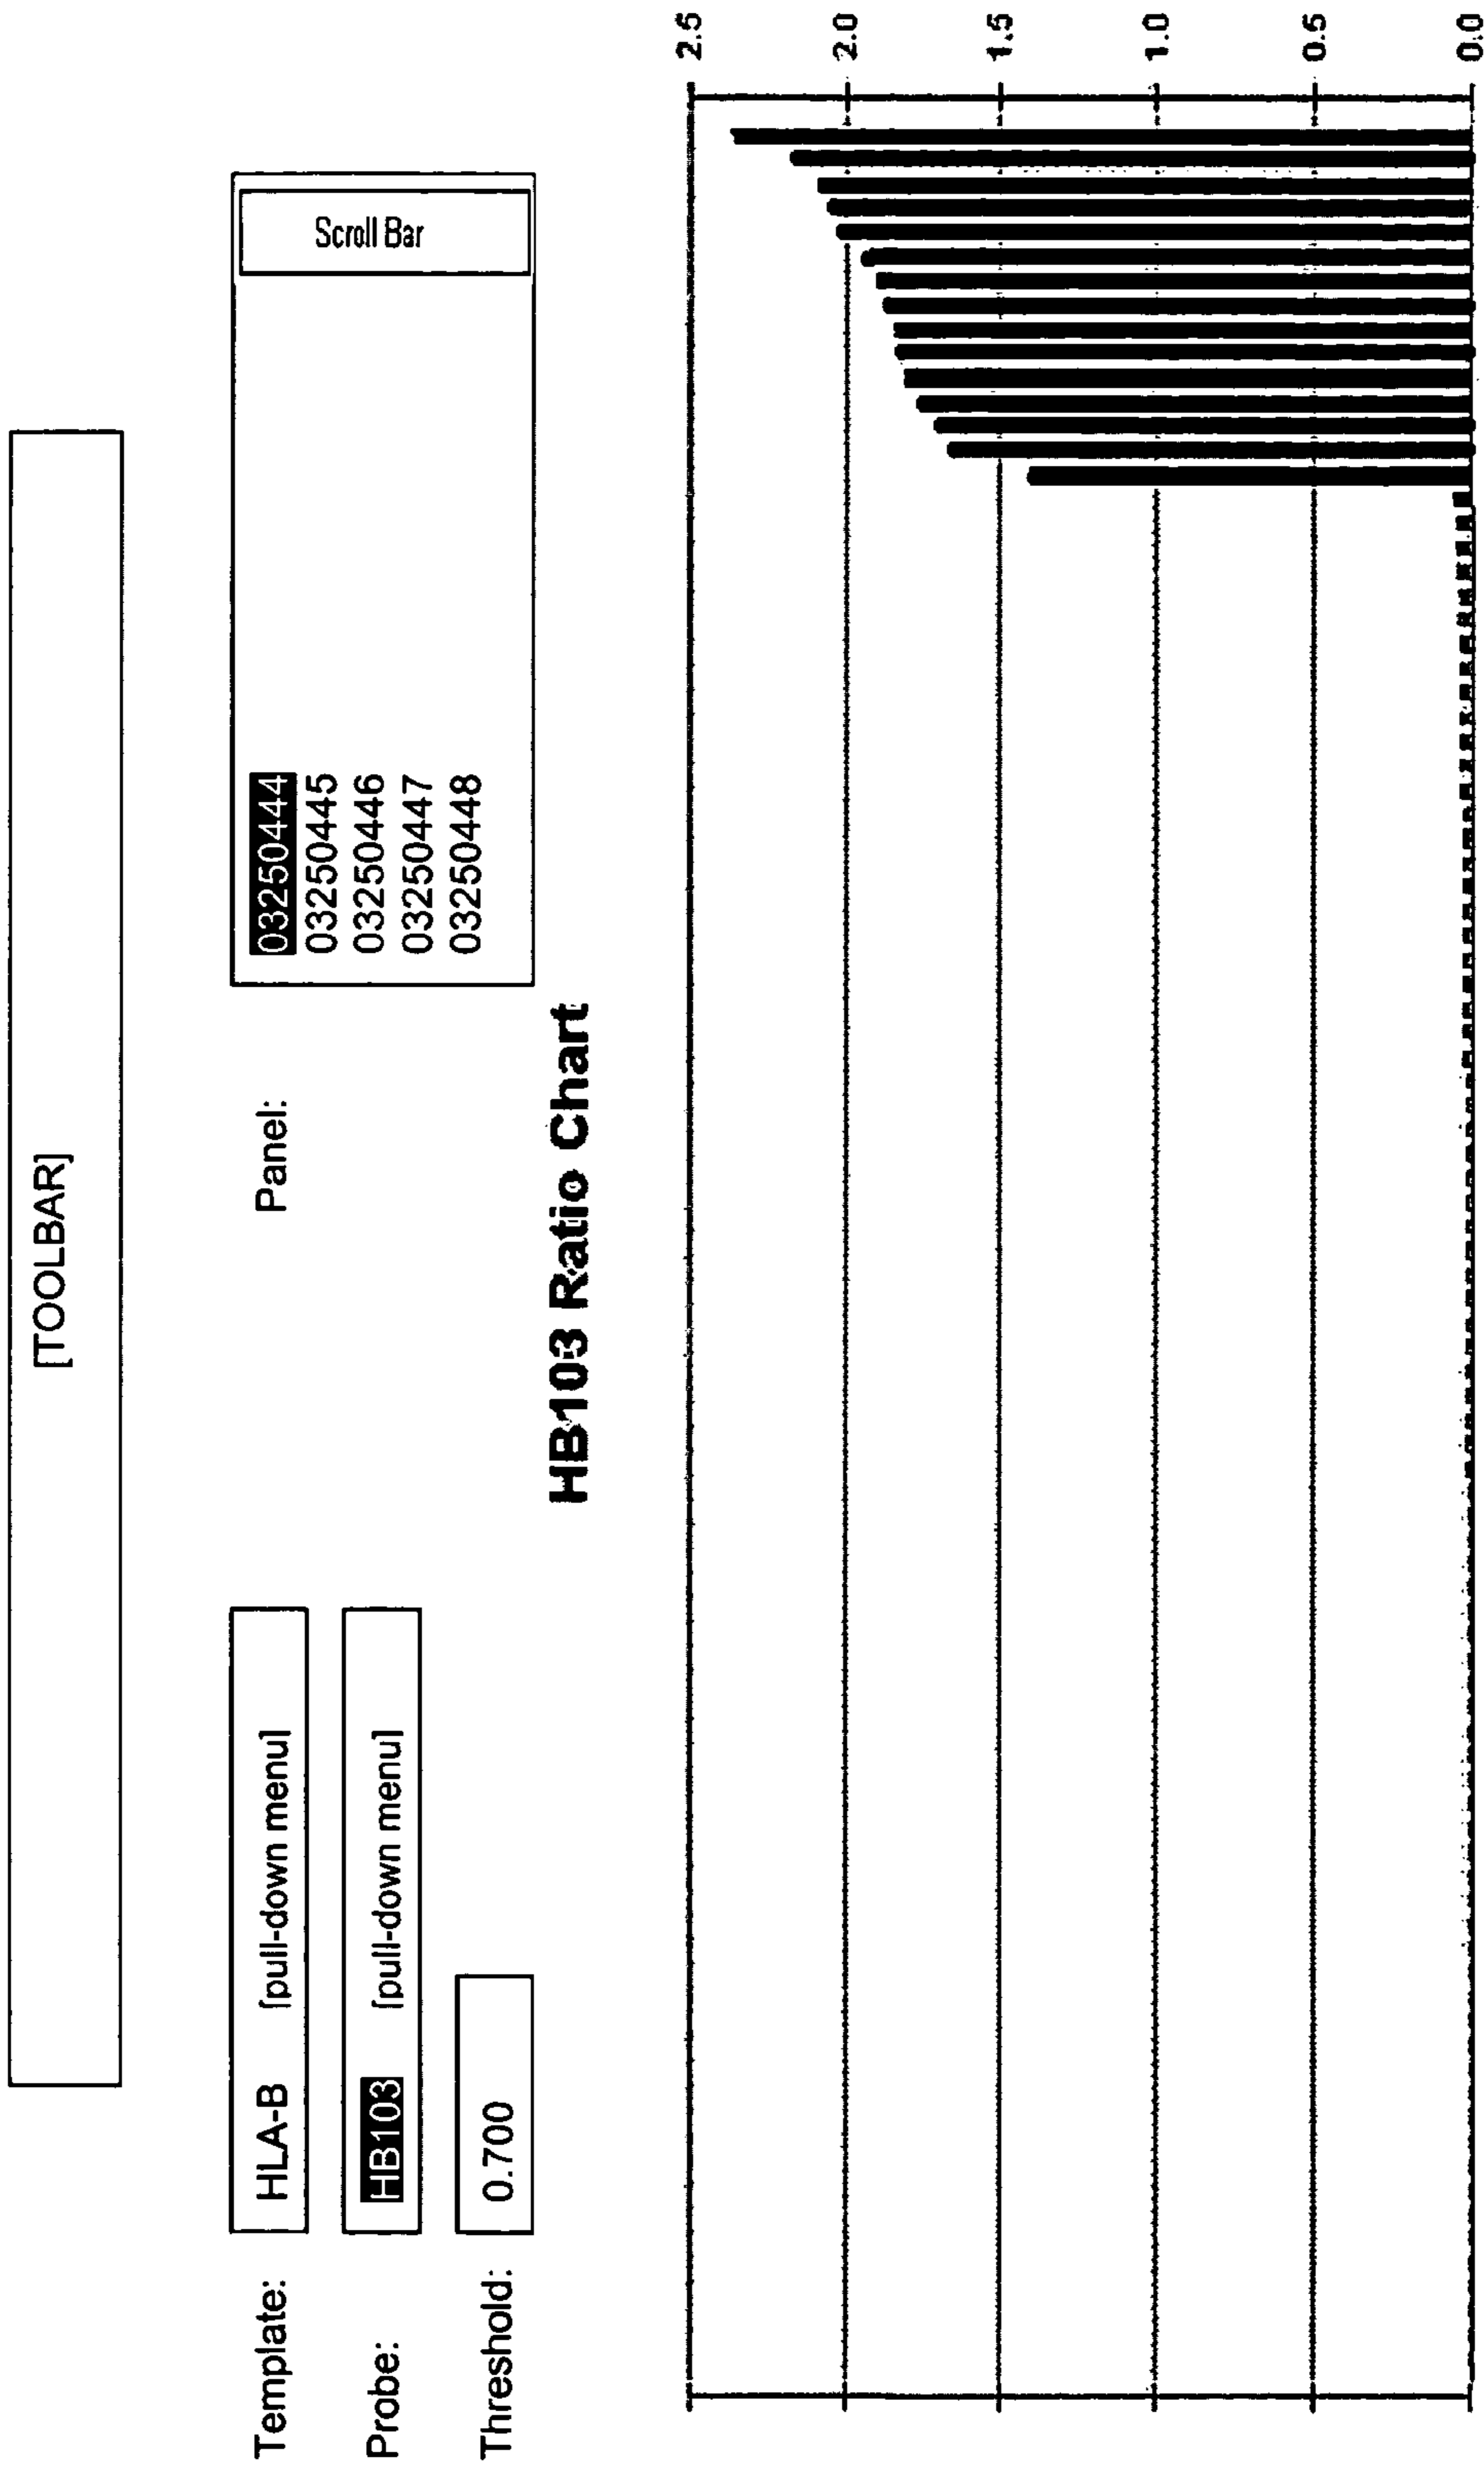 [TOOLBAR]
Template:
HLA-B [pull-down menu]
Probe:
HB103 [pull-down menu]
Threshold:
0.700
Panel:
03250444
03250445
03250446
03250447
03250448
Scroll Bar
HB103 Ratio Chart
2.5
2.0
1.5
1.0
0.5
0.0